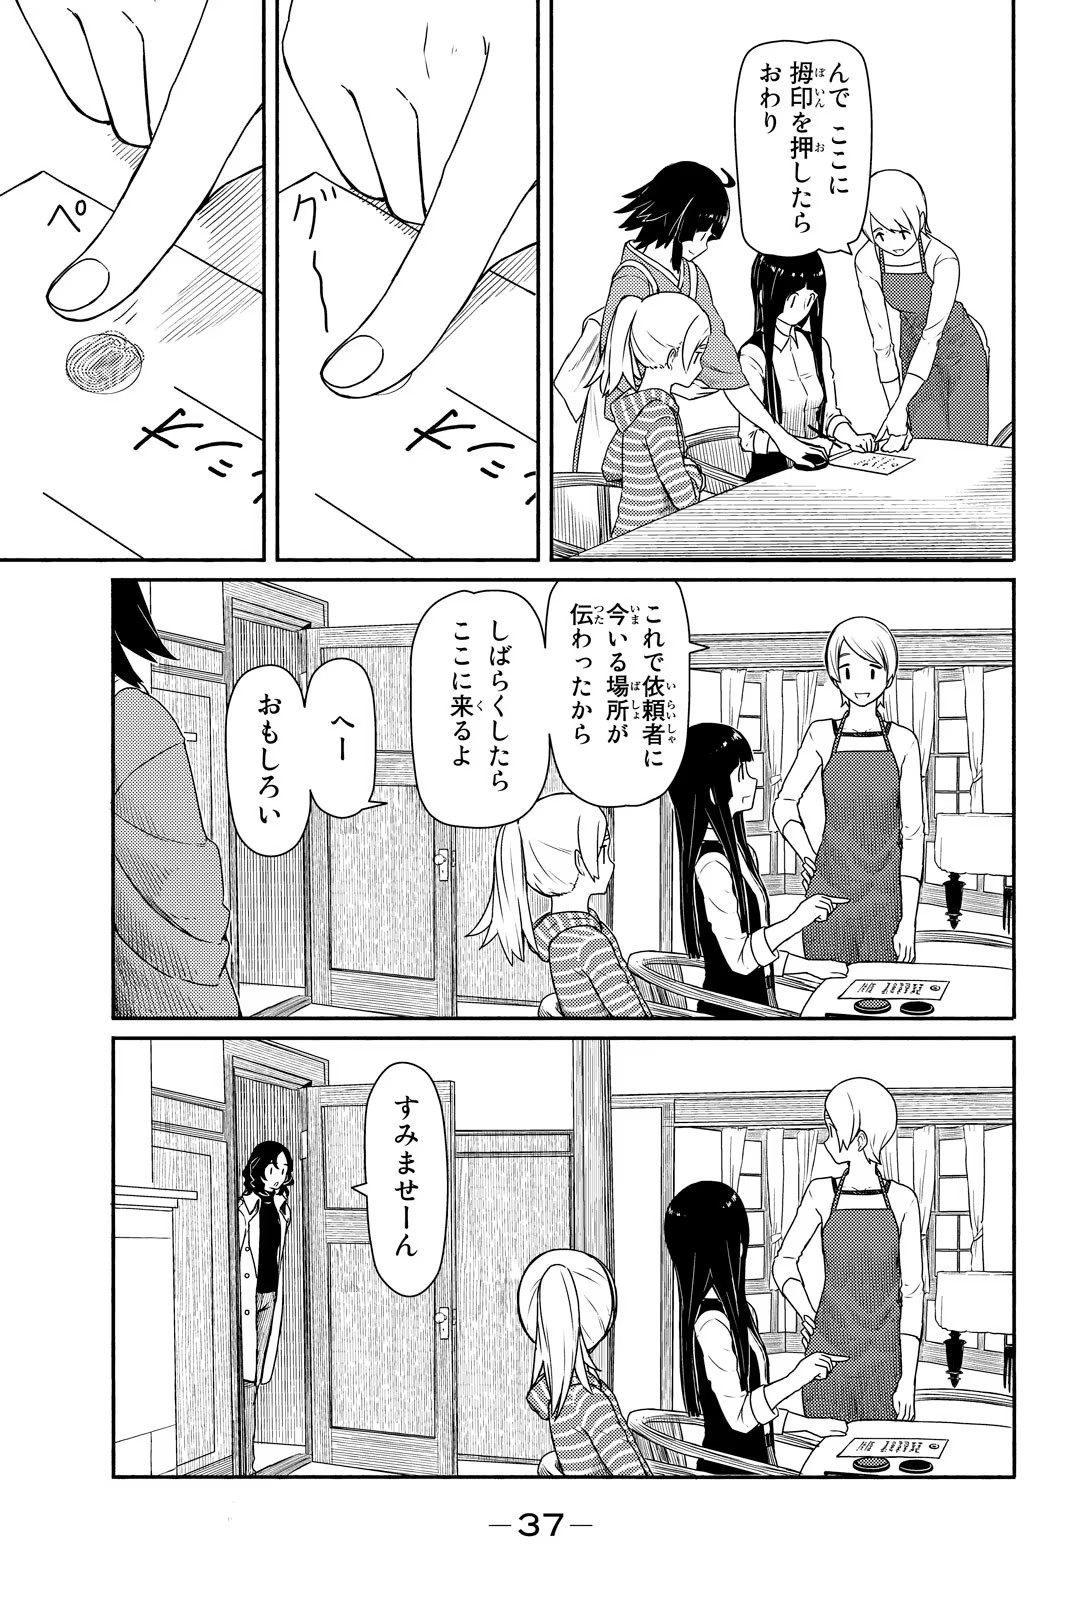 んで ここに
拇印を押したら
おわり
グーー
ペ
これで依頼者に
今いる場所が
伝わったから
しばらくしたら
ここに来るよ
へー
おもしろい
すみませーん
—37—